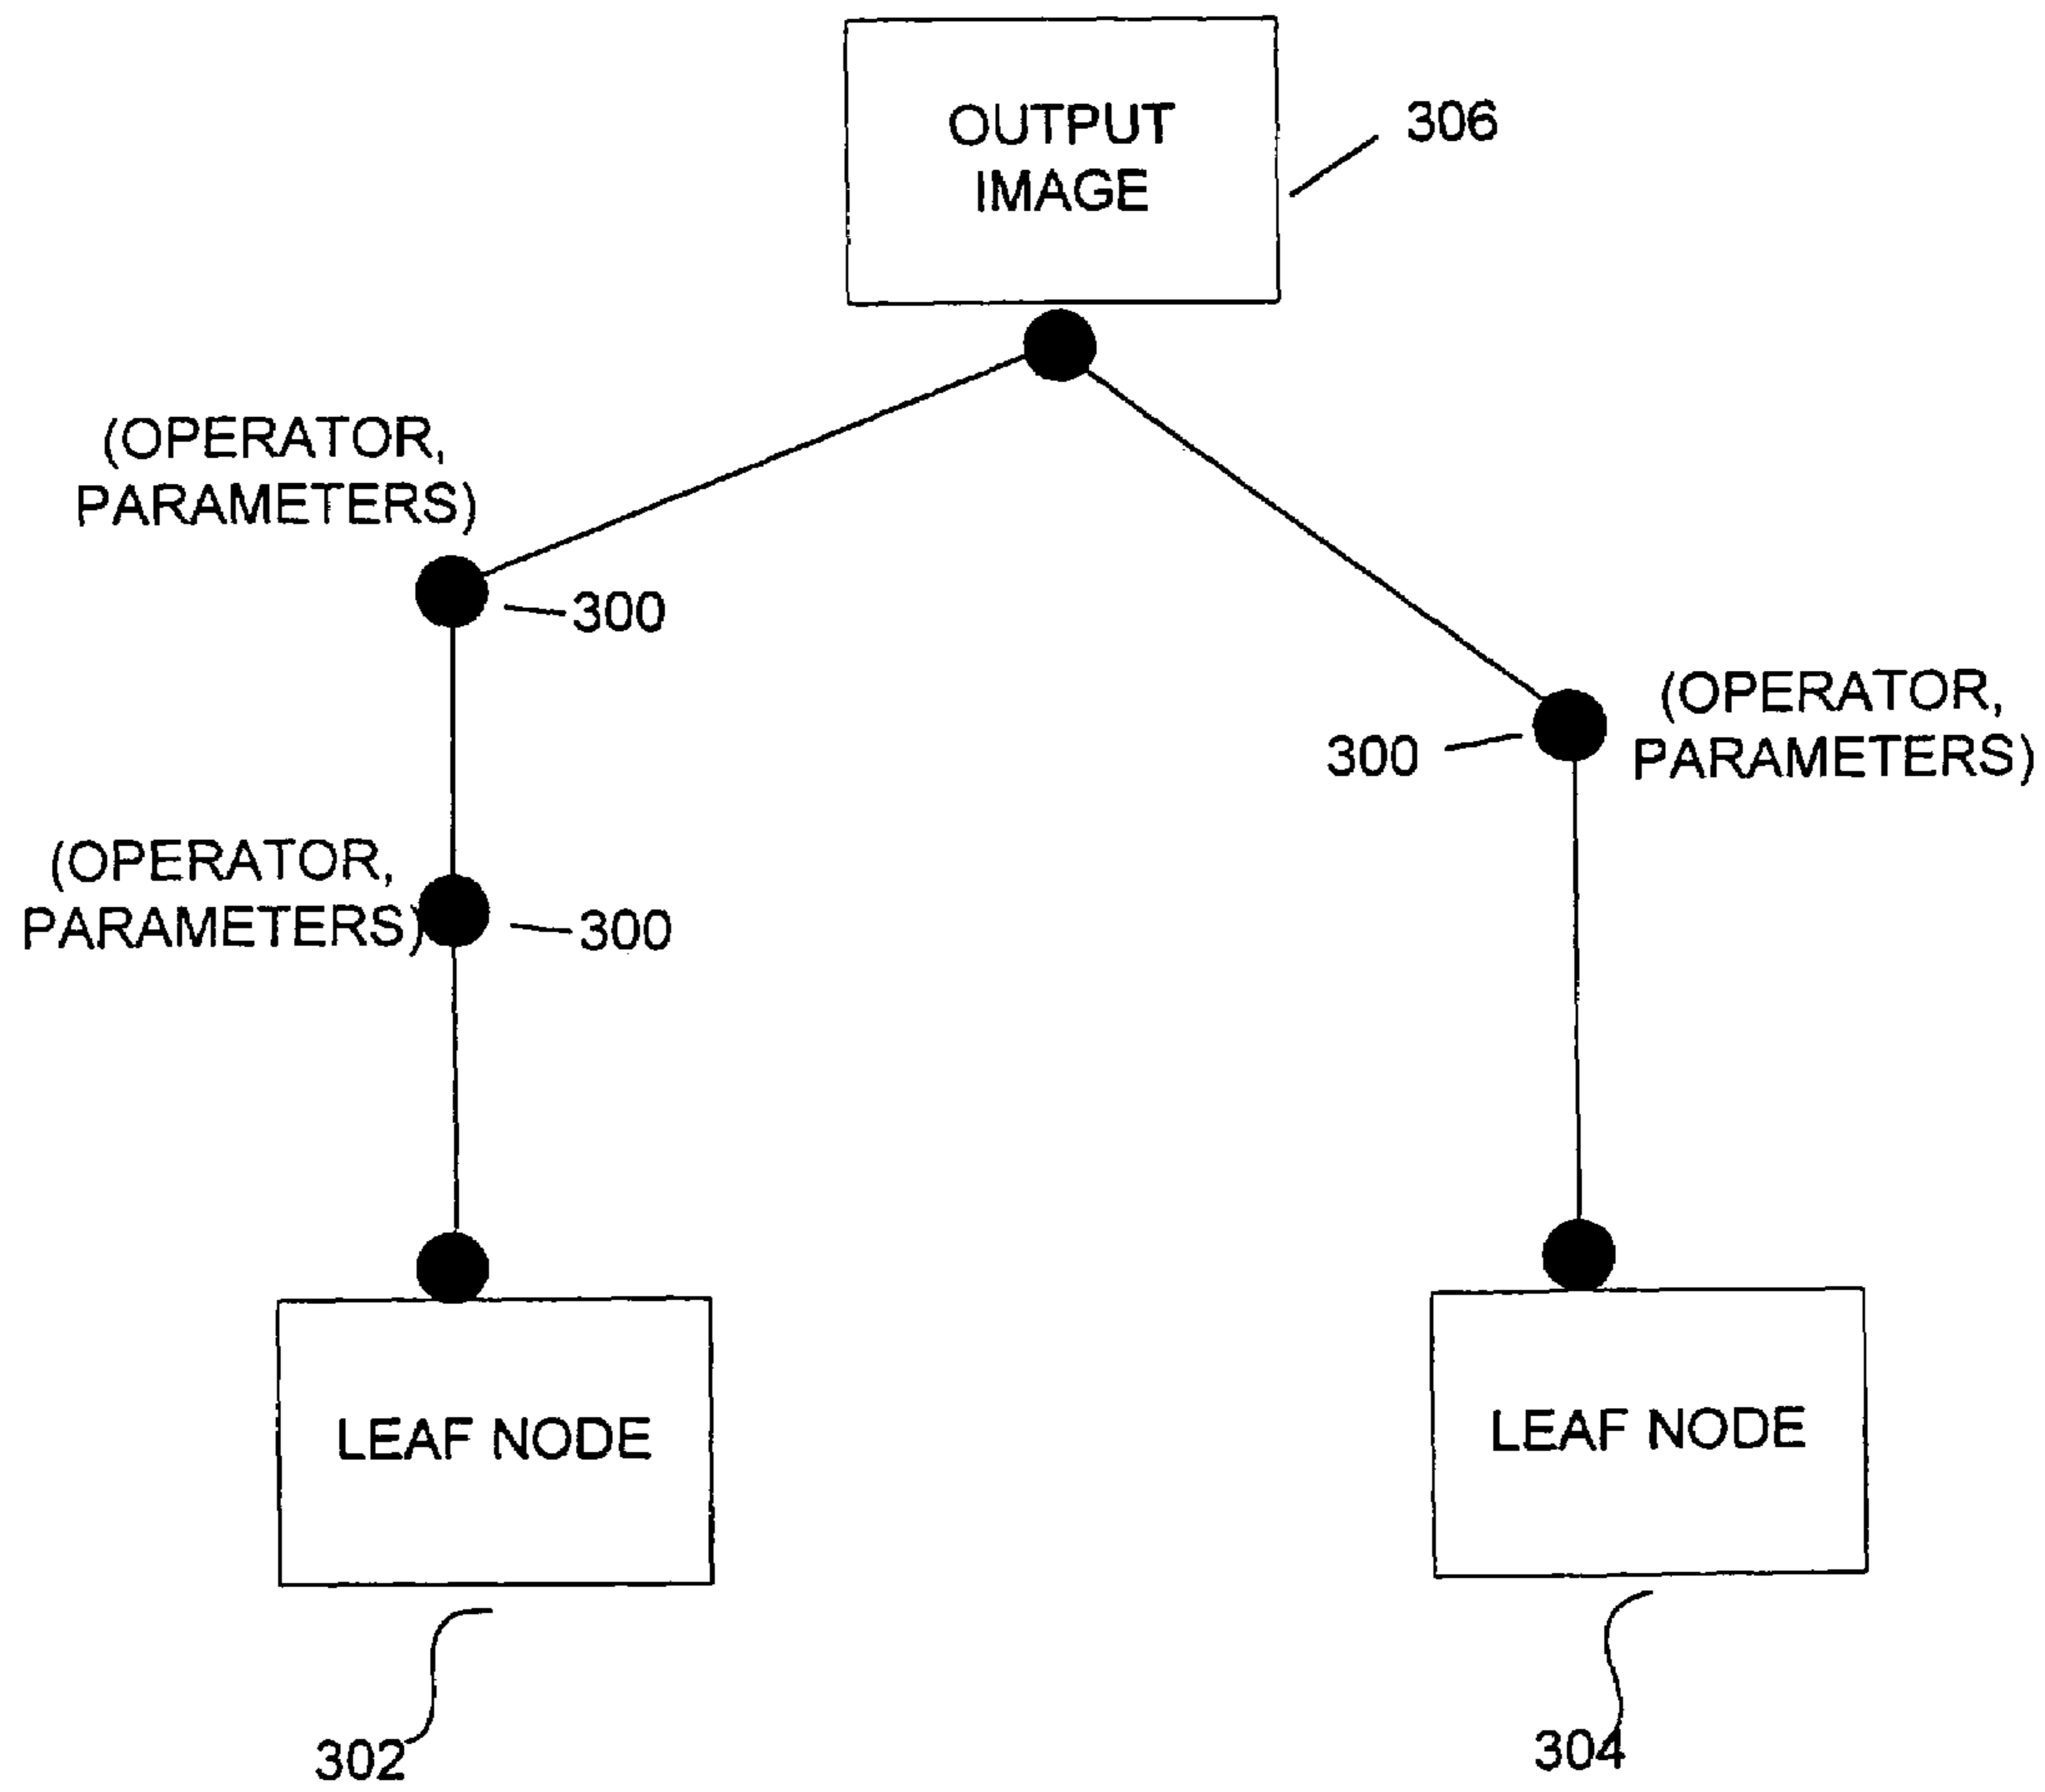 OUTPUT
IMAGE
306
(OPERATOR,
PARAMETERS)
300
(OPERATOR,
PARAMETERS)
300
(OPERATOR,
PARAMETERS)
300
LEAF NODE
LEAF NODE
302
304